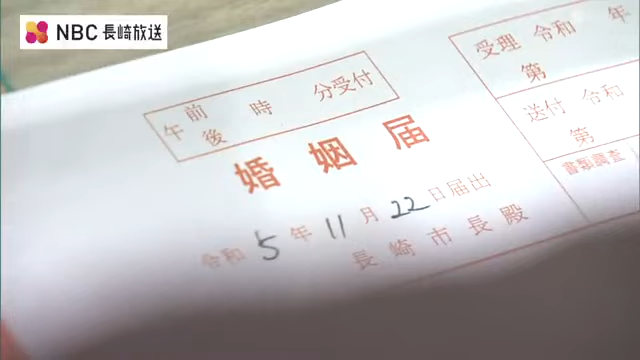 NBC 長崎放送
午前後 時 分受付
婚姻届
令和 5 年 11 月 22 日届出
長崎市長殿
受理 令和 年
第
送付 令和
第
書類調査